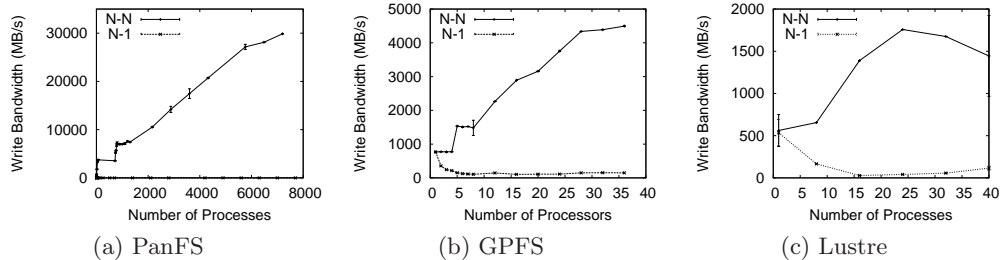 N-N
N-1
Write Bandwidth (MB/s)
30000
20000
10000
0
0 2000 4000 6000 8000
Number of Processes
(a) PanFS
N-N
N-1
Write Bandwidth (MB/s)
5000
4000
3000
2000
1000
0
0 5 10 15 20 25 30 35 40
Number of Processors
(b) GPFS
N-N
N-1
Write Bandwidth (MB/s)
2000
1500
1000
500
0
0 5 10 15 20 25 30 35 40
Number of Processes
(c) Lustre